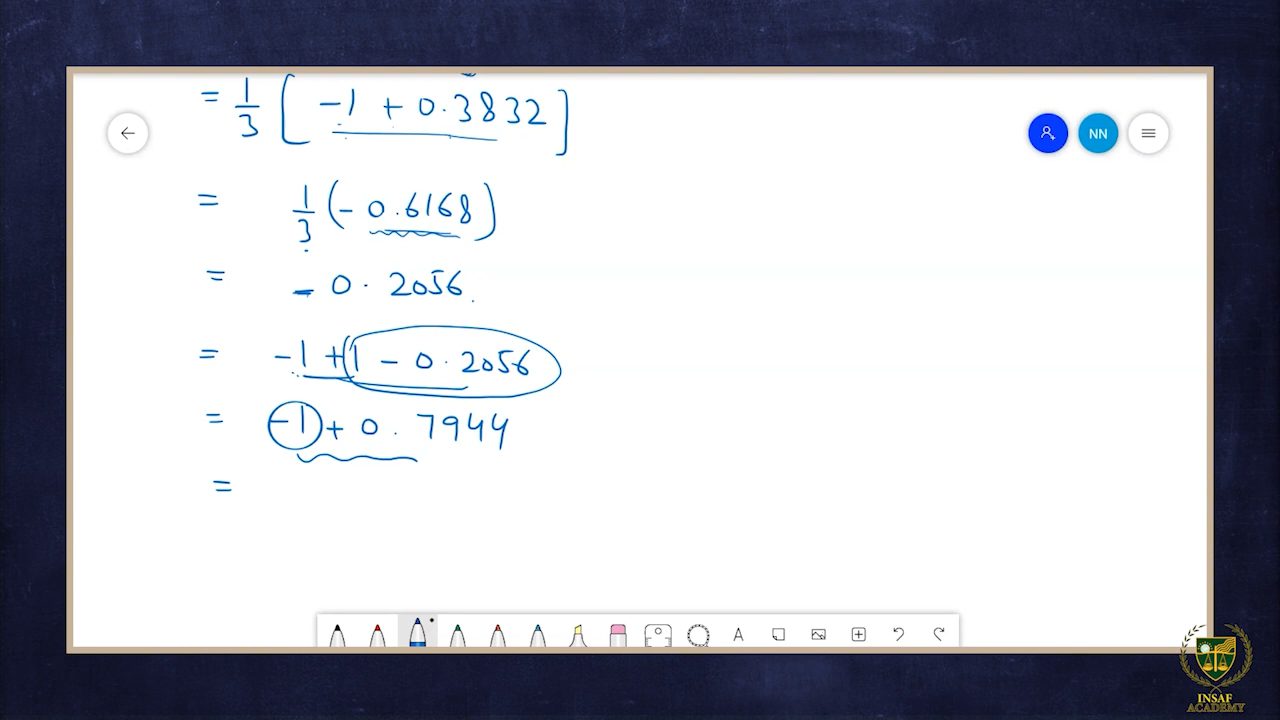 = 1/3 [ -1 + 0.3832 ]
NN
= 1/3 (- 0.6168)
= - 0.2056
= -1 + (1 - 0.2056
= -1 + 0.7944
=
A
INSAF
ACADEMY